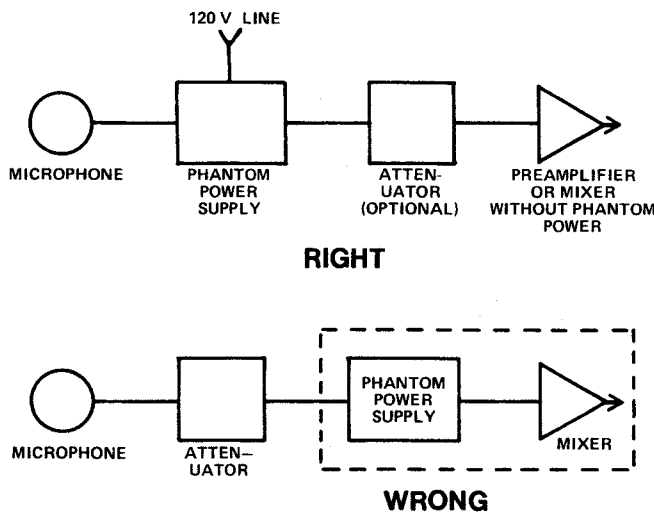 120 V LINE
MICROPHONE
PHANTOM
POWER
SUPPLY
ATTEN-
UATOR
(OPTIONAL)
PREAMPLIFIER
OR MIXER
WITHOUT PHANTOM
POWER
RIGHT
MICROPHONE
ATTEN-
UATOR
PHANTOM
POWER
SUPPLY
MIXER
WRONG